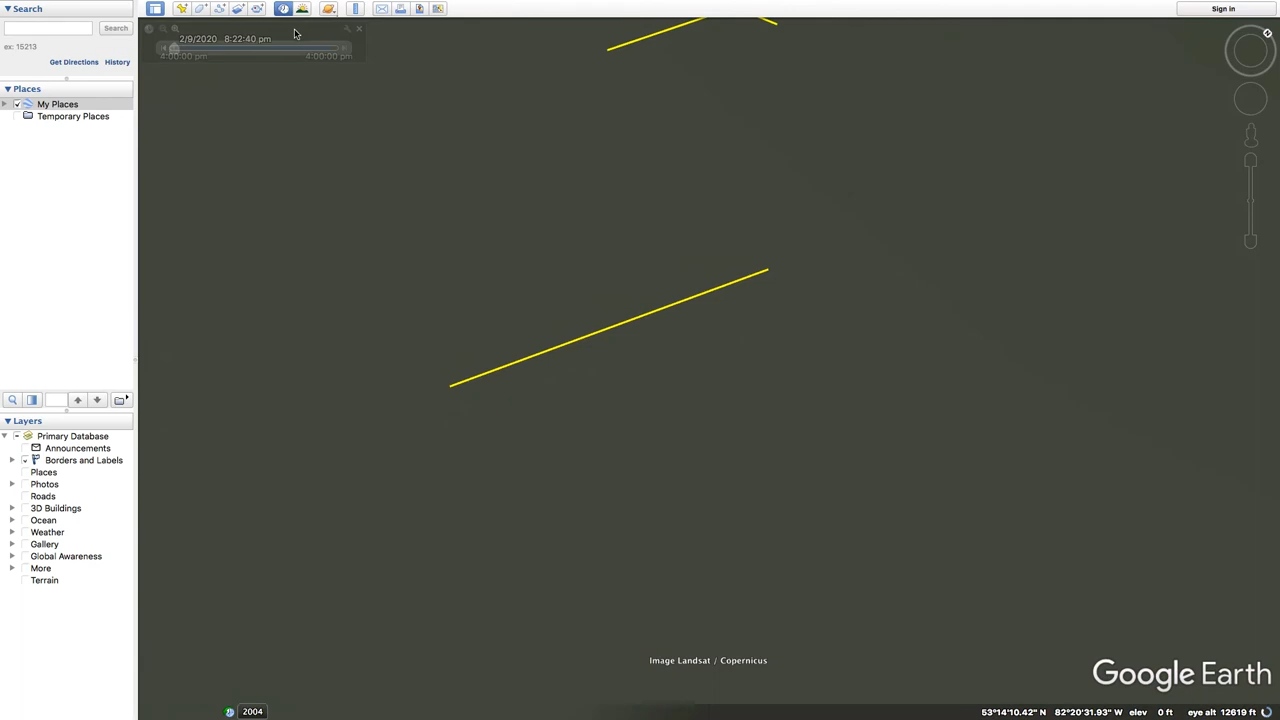 Search
Sign in
2/9/2020 8:22:40 pm
Search
ex: 15213
4:00:00 pm
4:00:00 pm
Get Directions
History
Places
My Places
Temporary Places
Layers
Primary Database
Announcements
Borders and Labels
Places
Photos
Roads
3D Buildings
Ocean
Weather
Gallery
Global Awareness
More
Terrain
Image Landsat / Copernicus
Google Earth
2004
53°14'10.42" N 82°20'31.93" W elev 0 ft eye alt 12619 ft